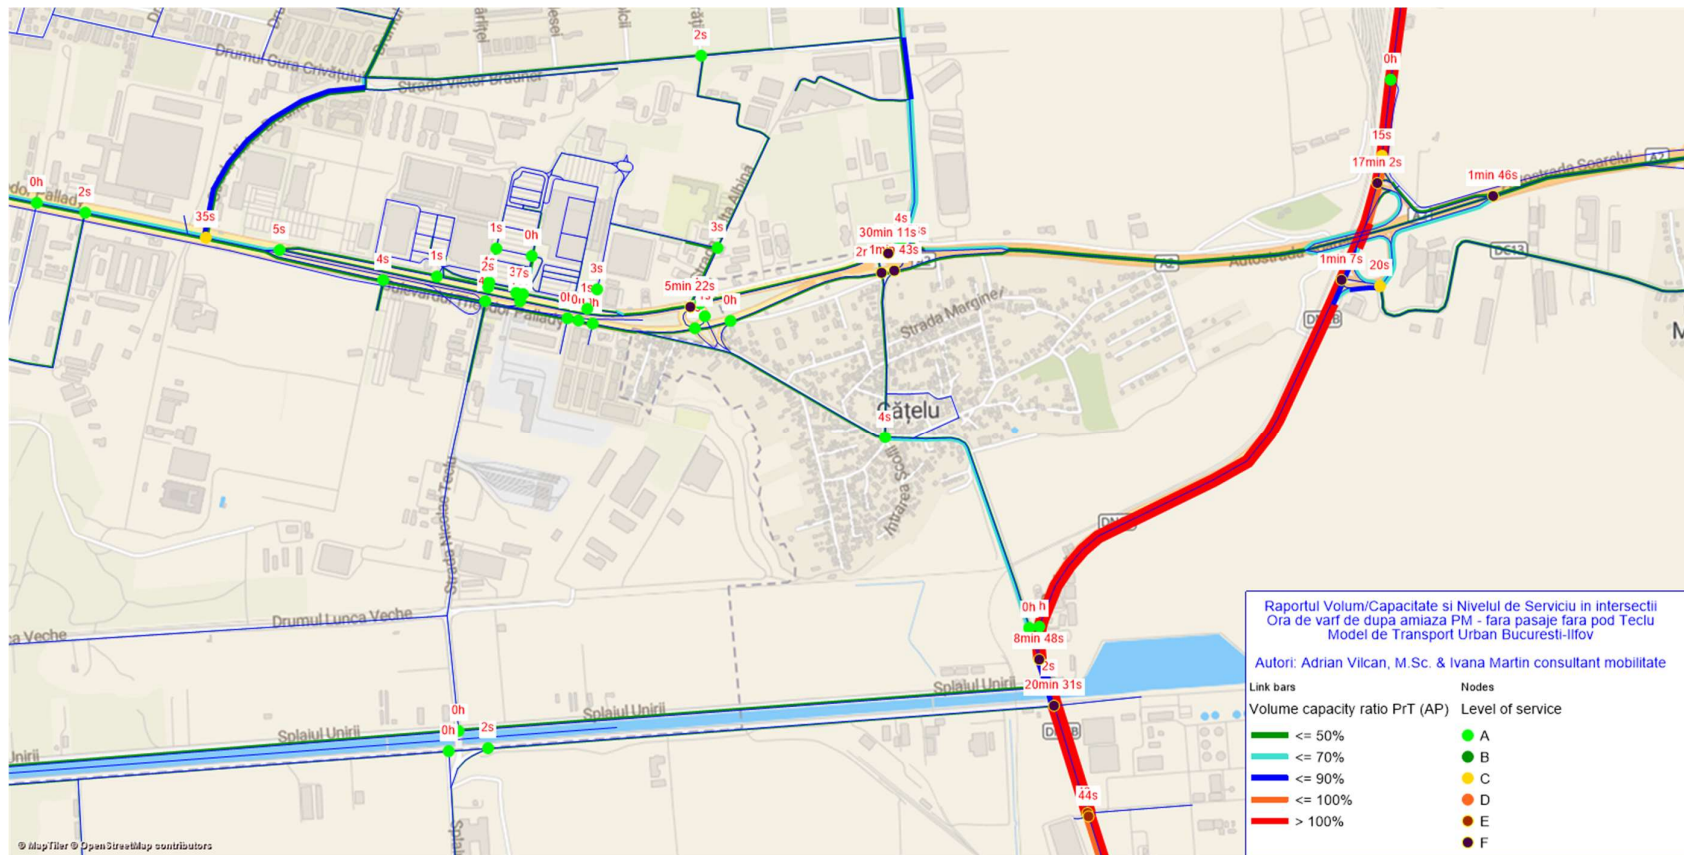 2s
Drumul Gura Crivățului
Strada Victor Brauner
0h
15s
17min 2s
1min 46s
A2
0h
2s
35s
5s
4s
1s
1s
0h
2s
37s
3s
1s
3s
5min 22s
0h
4s
30min 11s
1min 43s
A2
Autostrada
1min 7s
20s
DC13
Strada Marginei
Cățelu
4s
Intrarea Școlii
Strada Nicolae Teclu
Drumul Lunca Veche
0h
8min 48s
2s
20min 31s
Splaiul Unirii
Splaiul Unirii
Splaiul Unirii
0h
0h
2s
44s
Raportul Volum/Capacitate si Nivelul de Serviciu in intersectii
Ora de varf de dupa amiaza PM - fara pasaje fara pod Teclu
Model de Transport Urban Bucuresti-Ilfov
Autori: Adrian Vilcan, M.Sc. & Ivana Martin consultant mobilitate
Link bars
Nodes
Volume capacity ratio PrT (AP)
Level of service
<= 50%
A
<= 70%
B
<= 90%
C
<= 100%
D
> 100%
E
F
© MapTiler © OpenStreetMap contributors